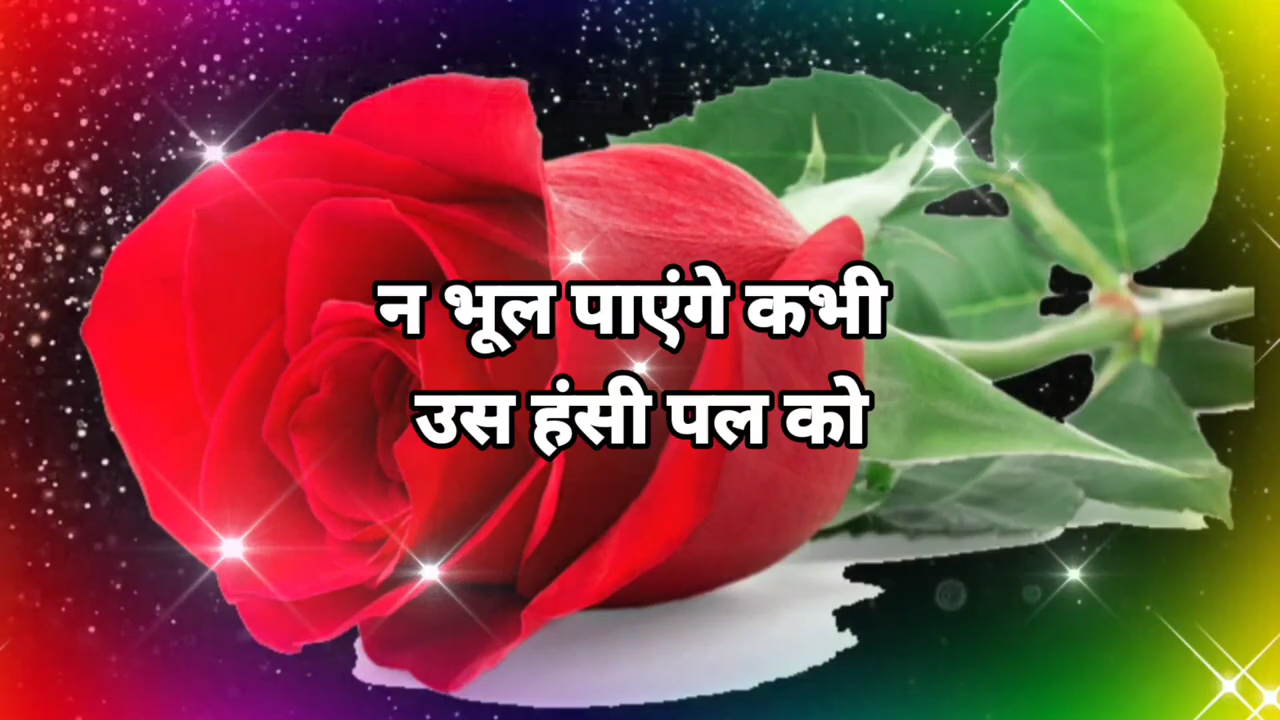 न भूल पाएंगे कभी
उस हंसी पल को